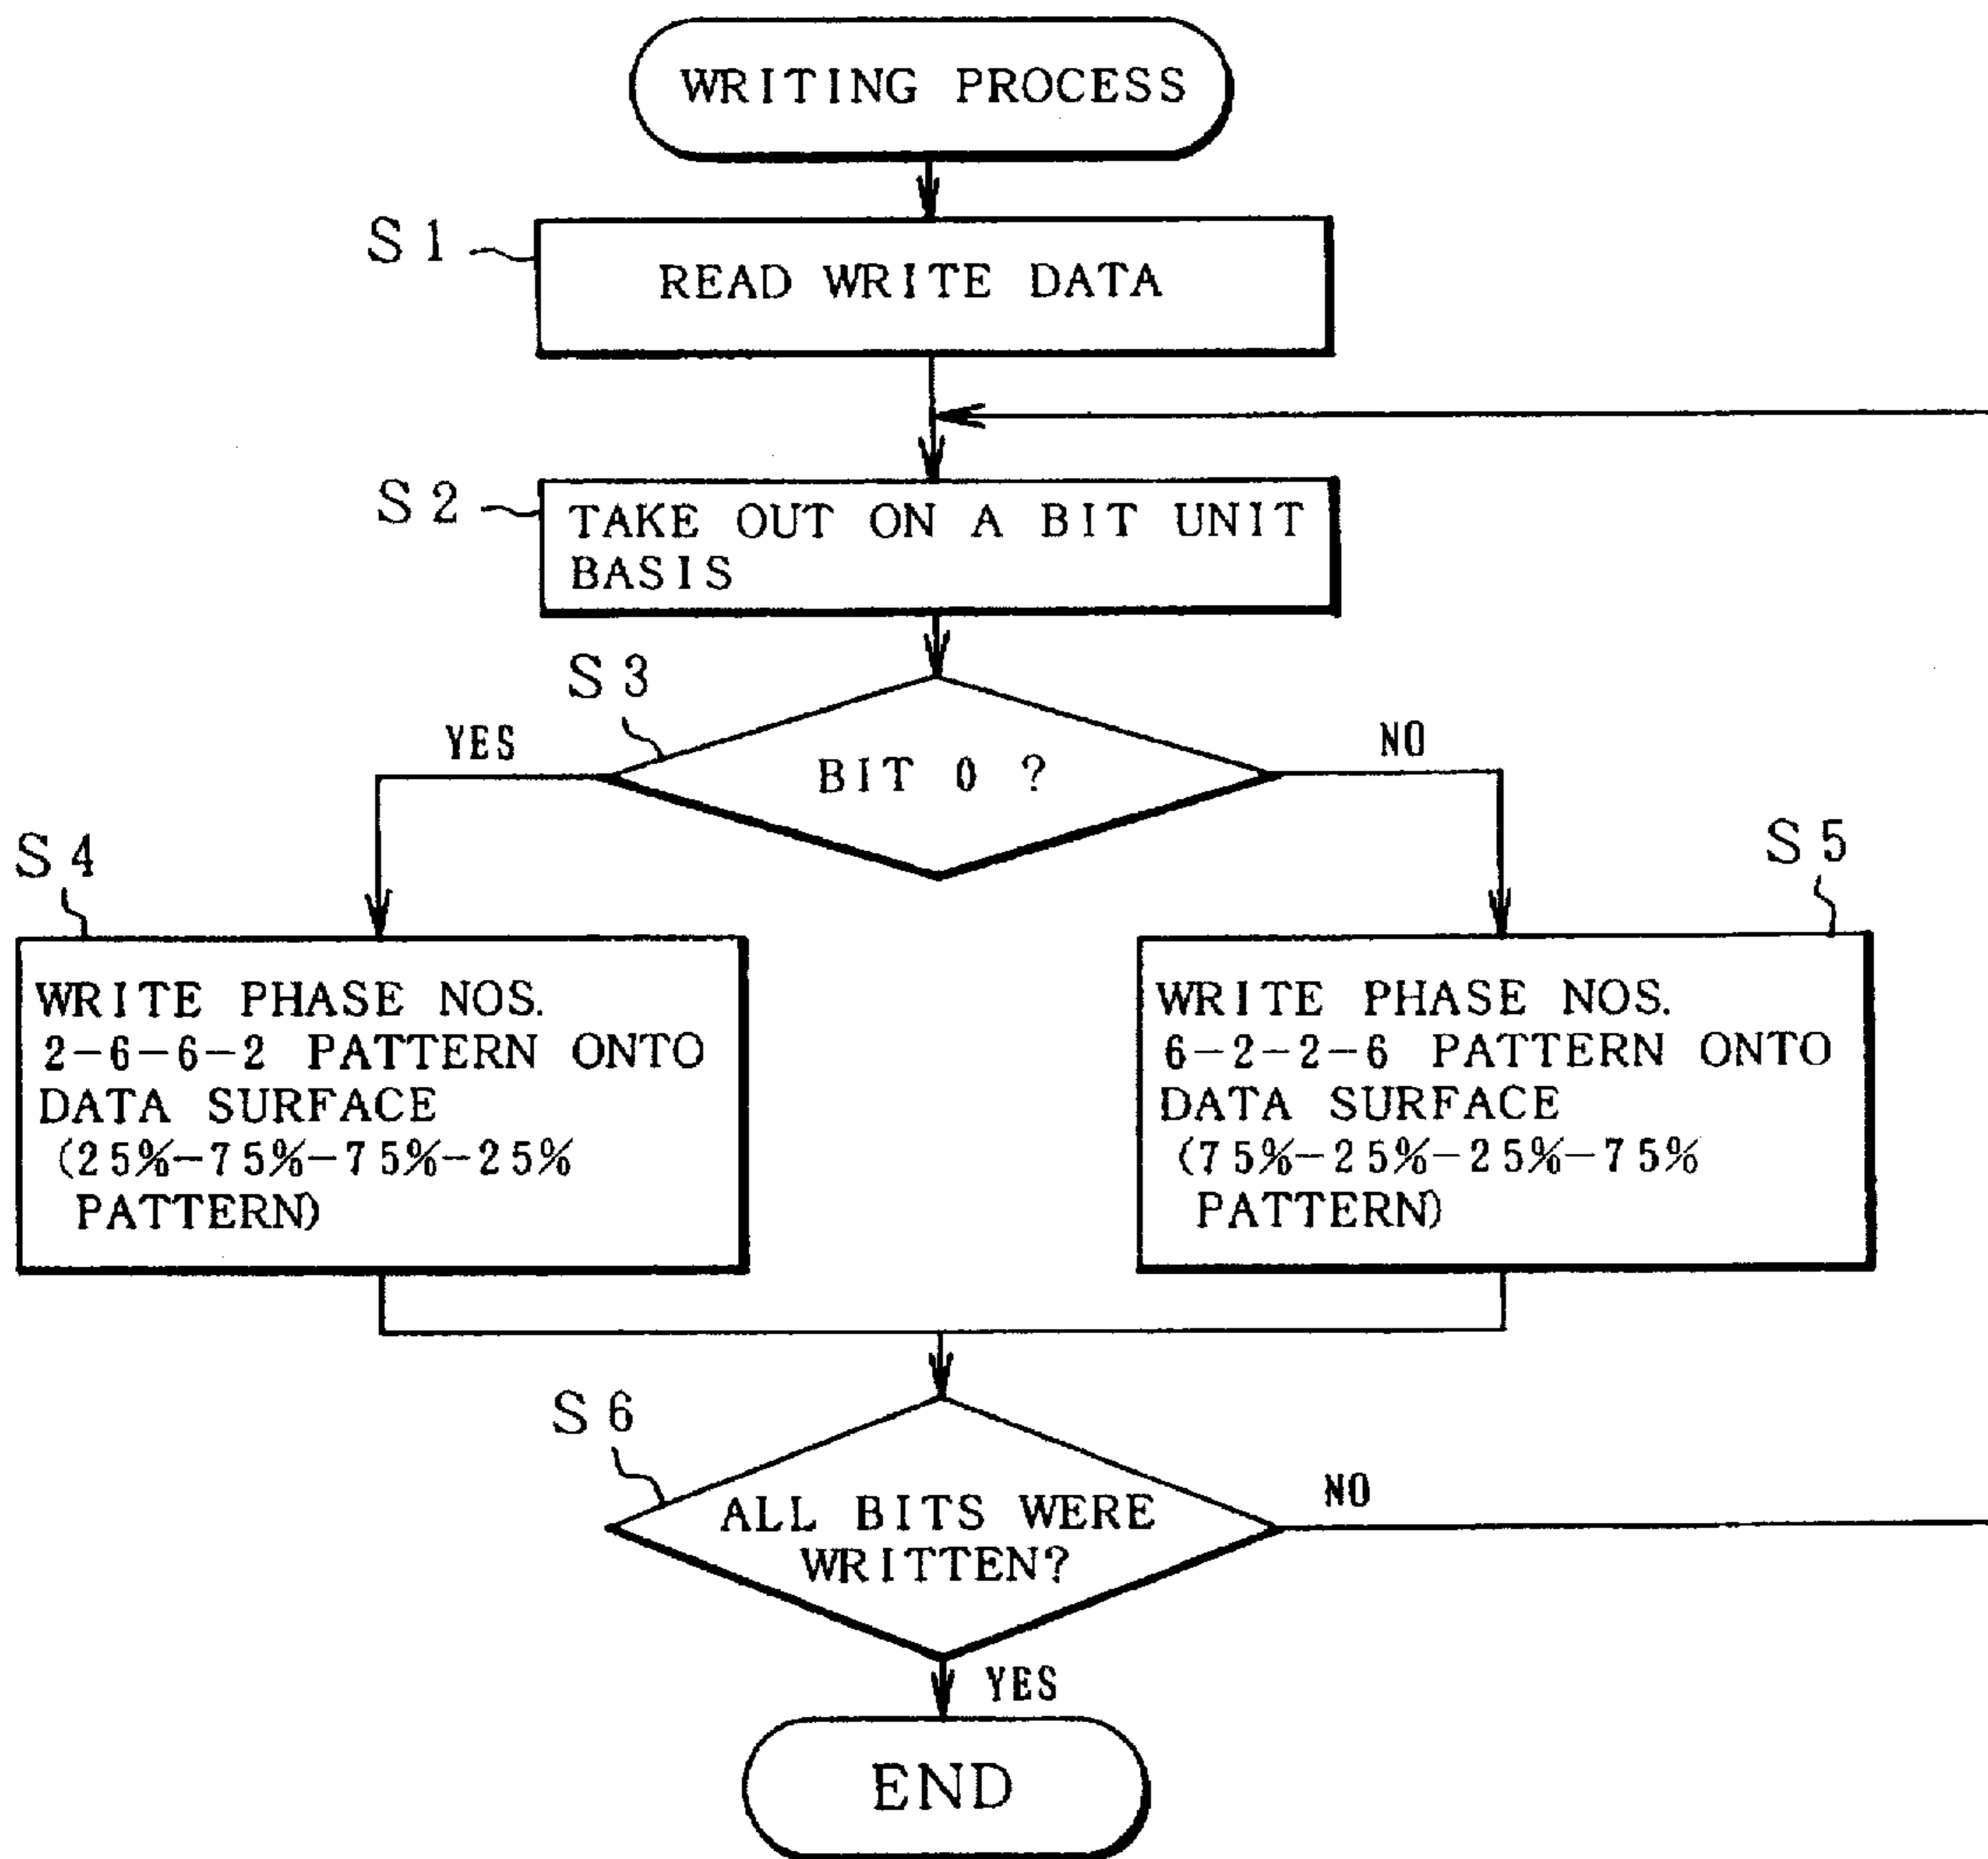 WRITING PROCESS
S1
READ WRITE DATA
S2
TAKE OUT ON A BIT UNIT
BASIS
S3
YES
NO
BIT 0 ?
S4
WRITE PHASE NOS.
2-6-6-2 PATTERN ONTO
DATA SURFACE
(25%-75%-75%-25%
PATTERN)
S5
WRITE PHASE NOS.
6-2-2-6 PATTERN ONTO
DATA SURFACE
(75%-25%-25%-75%
PATTERN)
S6
ALL BITS WERE
WRITTEN?
NO
YES
END